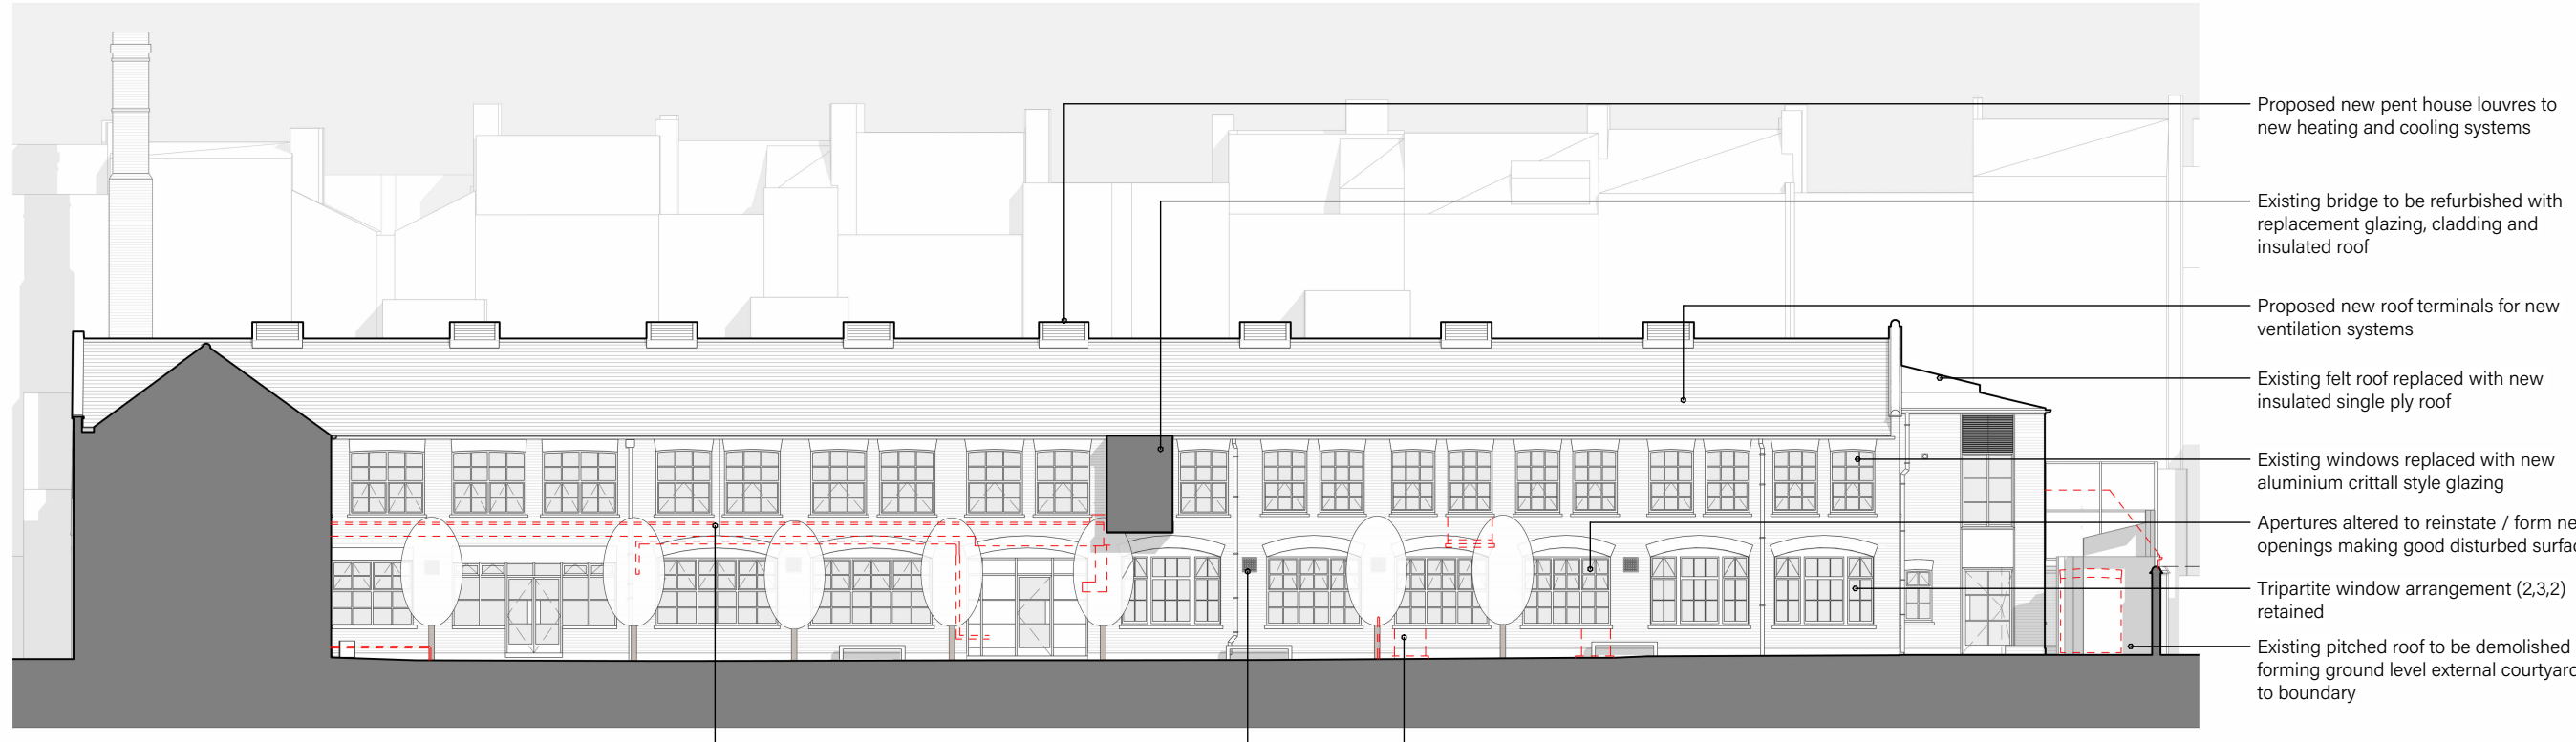 Proposed new pent house louvres to
new heating and cooling systems
Existing bridge to be refurbished with
replacement glazing, cladding and
insulated roof
Proposed new roof terminals for new
ventilation systems
Existing felt roof replaced with new
insulated single ply roof
Existing windows replaced with new
aluminium crittall style glazing
Apertures altered to reinstate / form ne
openings making good disturbed surfac
Tripartite window arrangement (2,3,2)
retained
Existing pitched roof to be demolished
forming ground level external courtyard
to boundary